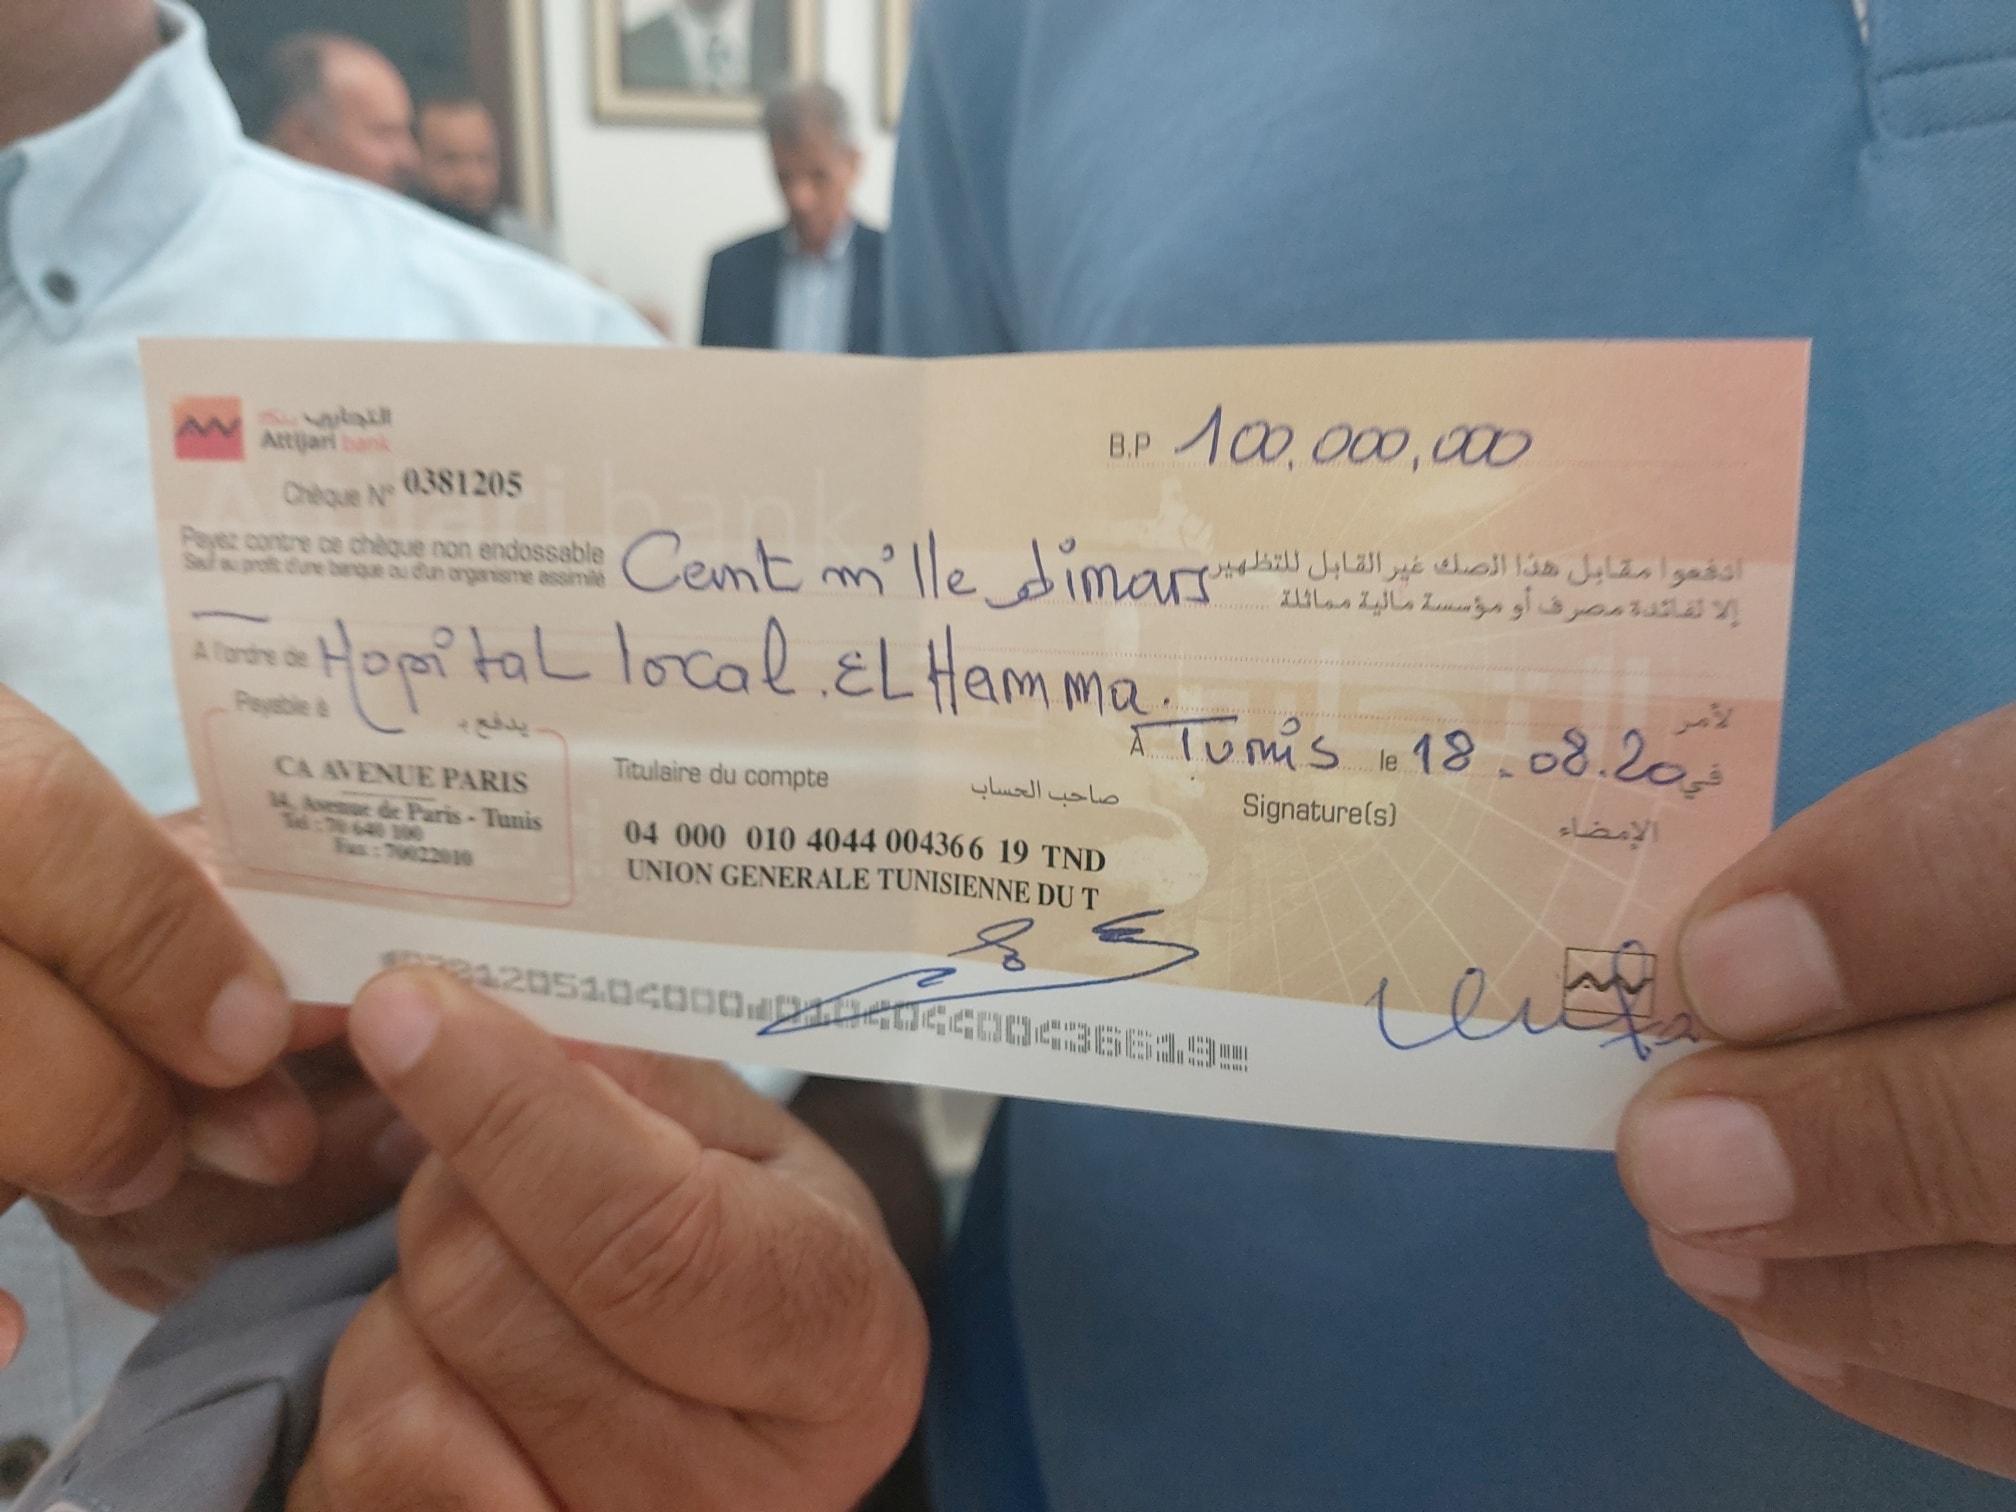 التجاري بنك
Attijari bank
Chèque N° 0381205
B.P 100,000,000
Payez contre ce chèque non endossable
Sauf au profit d'une banque ou d'un organisme assimilé
Cent mille dinars
ادفعوا مقابل هذا الصك غير القابل للتظهير
إلا لفائدة مصرف أو مؤسسة مالية مماثلة
A l'ordre de Hopital local. EL Hamma.
لأمر
Payable à
يدفع بـ
A Tunis le 18.08.20 في
CA AVENUE PARIS
14, Avenue de Paris - Tunis
Tel : 70 640 100
Fax : 70022010
Titulaire du compte
صاحب الحساب
Signature(s)
الإمضاء
04 000 010 4044 004366 19 TND
UNION GENERALE TUNISIENNE DU T